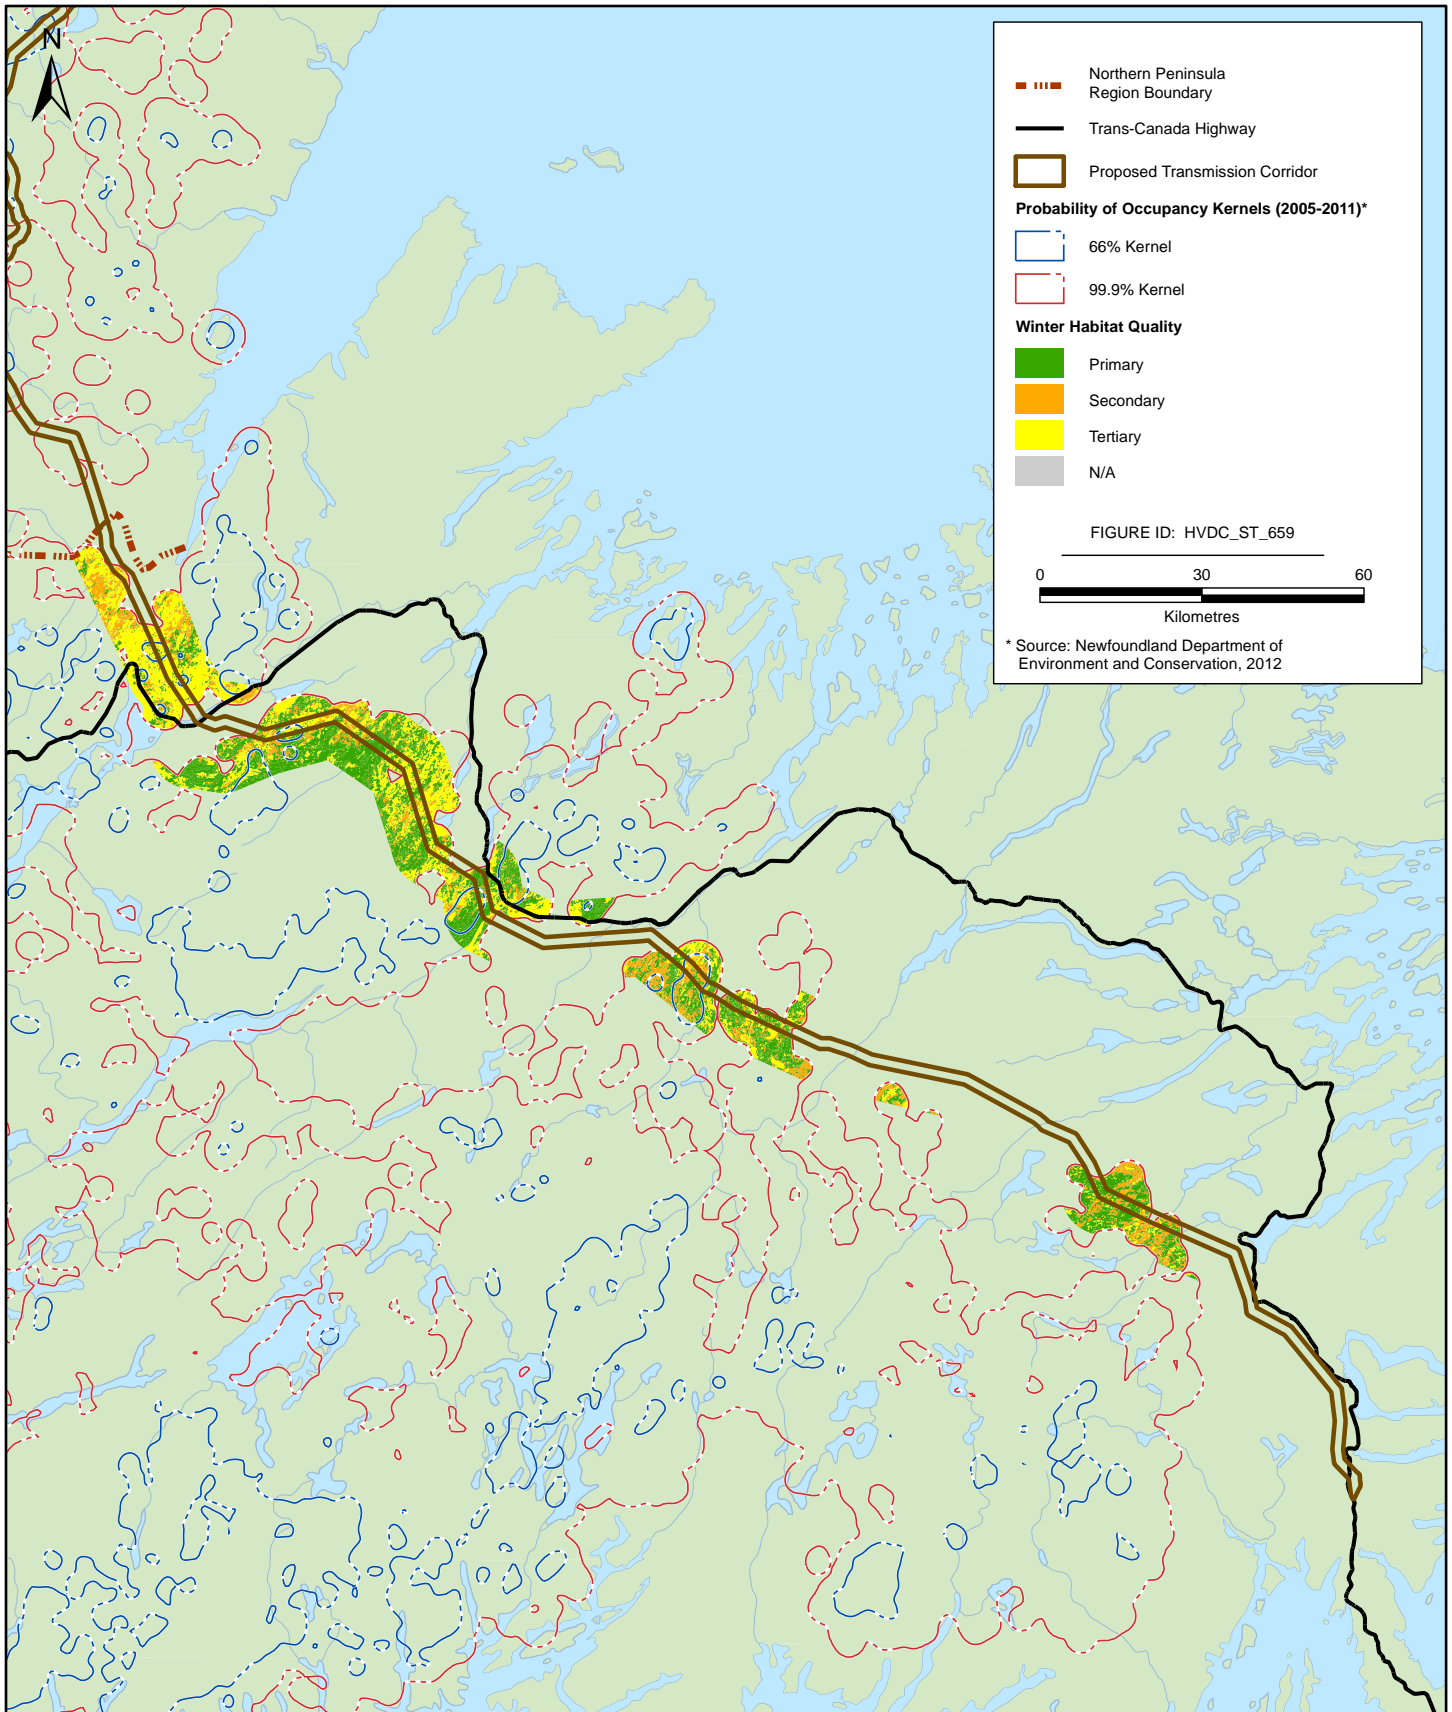 N
Northern Peninsula
Region Boundary
Trans-Canada Highway
Proposed Transmission Corridor
Probability of Occupancy Kernels (2005-2011)*
66% Kernel
99.9% Kernel
Winter Habitat Quality
Primary
Secondary
Tertiary
N/A
FIGURE ID: HVDC_ST_659
0 30 60
Kilometres
* Source: Newfoundland Department of
Environment and Conservation, 2012